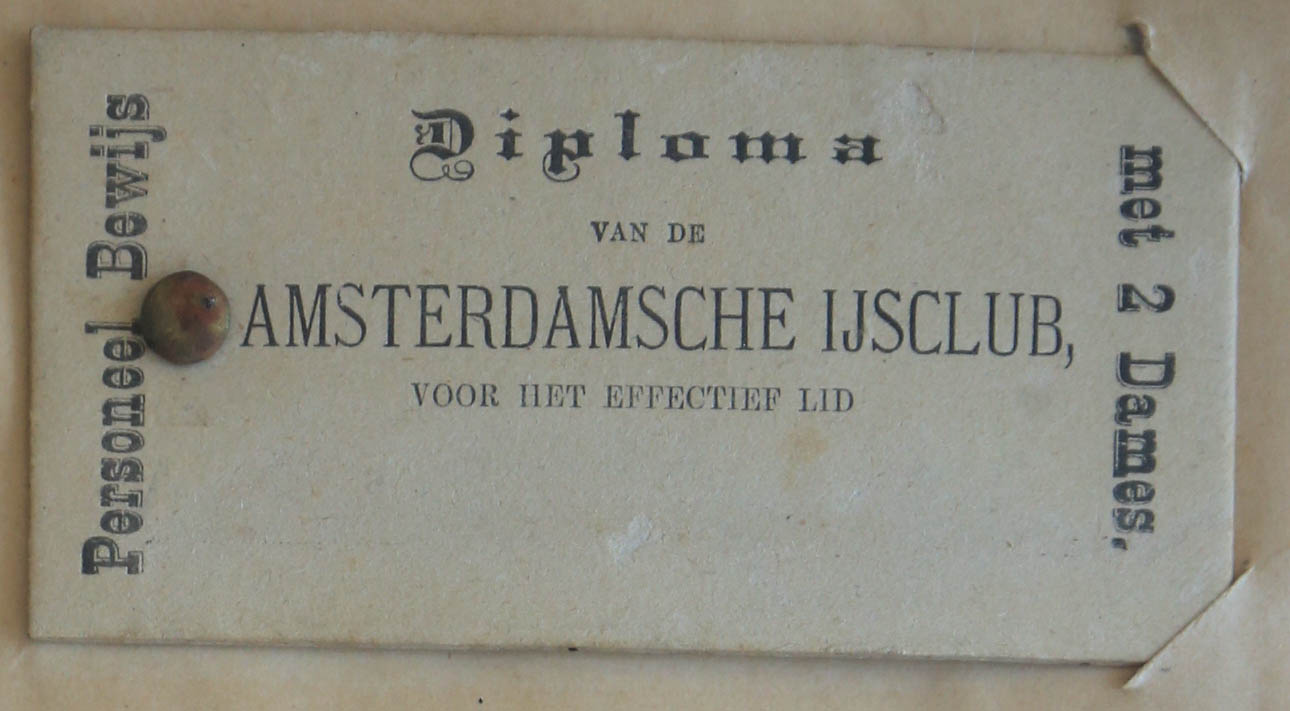 Personeel Bewijs
Diploma
VAN DE
AMSTERDAMSCHE IJSCLUB,
VOOR HET EFFECTIEF LID
met 2 Dames.